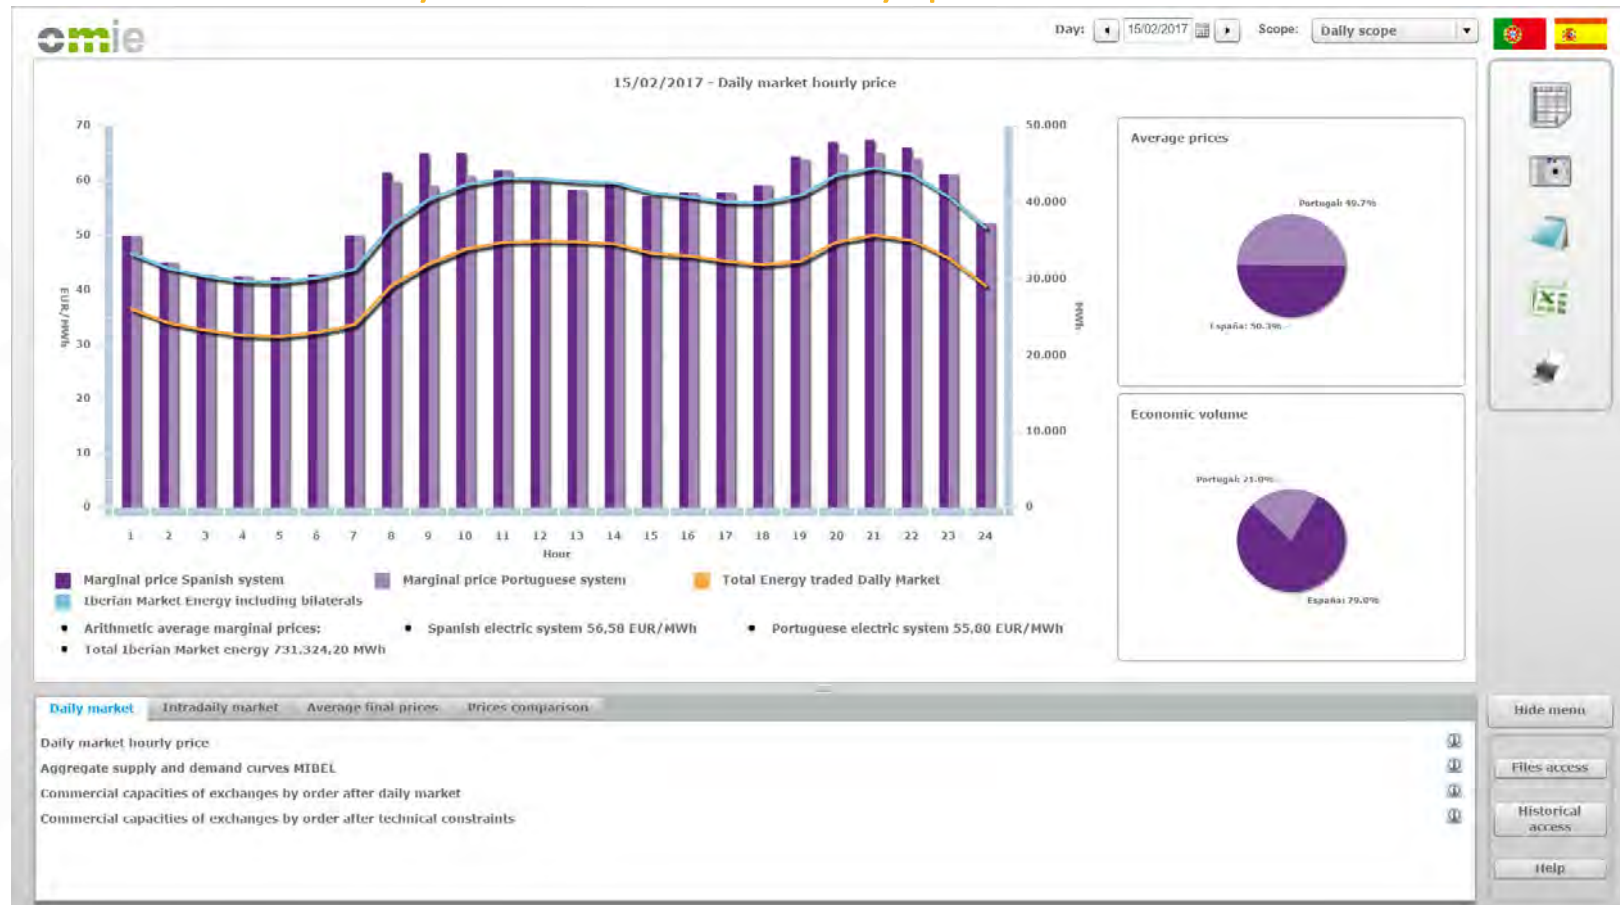 omie
Day: 15/02/2017 Scope: Daily scope
15/02/2017 - Daily market hourly price
70
60
50
40
30
20
10
0
EUR/MWh
50.000
40.000
30.000
20.000
10.000
0
MWh
1 2 3 4 5 6 7 8 9 10 11 12 13 14 15 16 17 18 19 20 21 22 23 24
Hour
Marginal price Spanish system Marginal price Portuguese system Total Energy traded Daily Market
Iberian Market Energy including bilaterals
• Arithmetic average marginal prices: • Spanish electric system 56,58 EUR/MWh • Portuguese electric system 55,80 EUR/MWh
• Total Iberian Market energy 731.324,20 MWh
Average prices
Portugal: 49.7%
España: 50.3%
Economic volume
Portugal: 21.0%
España: 79.0%
Daily market Intradaily market Average final prices Prices comparison
Daily market hourly price
Aggregate supply and demand curves MIBEL
Commercial capacities of exchanges by order after daily market
Commercial capacities of exchanges by order after technical constraints
Hide menu
Files access
Historical
access
Help